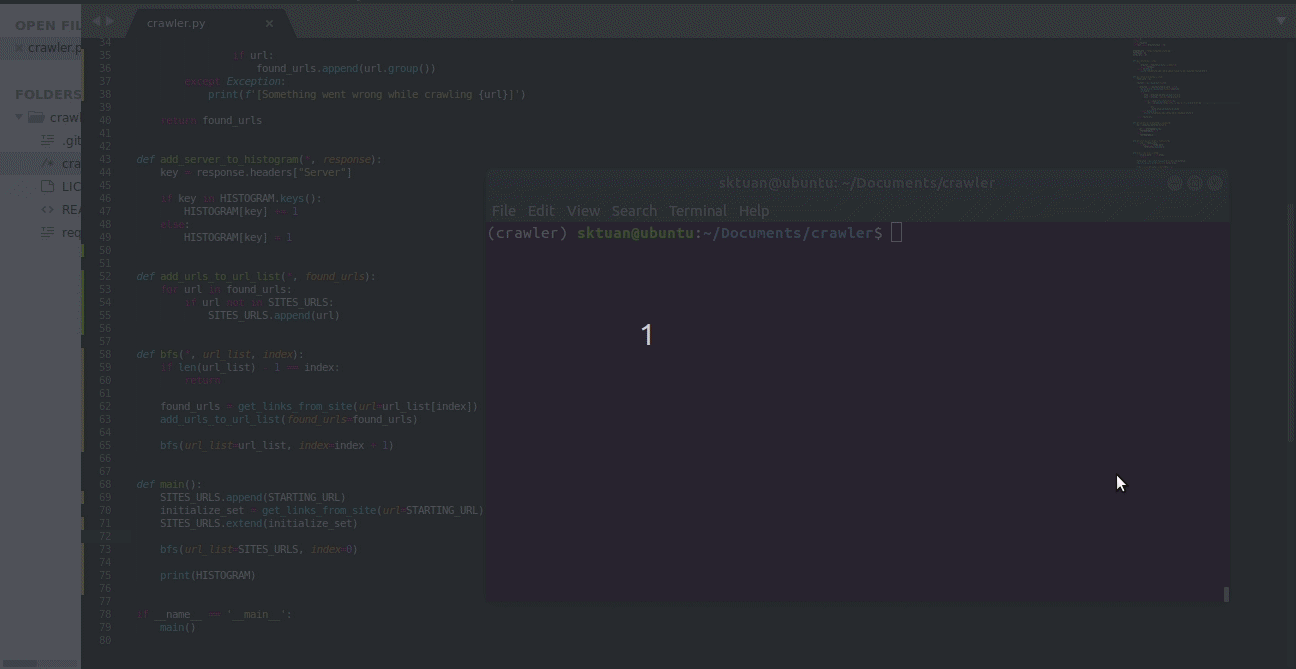 OPEN FIL
crawler.p
FOLDERS
crawl
.git
/* cra
LIC
<> REA
req
crawler.py
34
35 if url:
36 found_urls.append(url.group())
37 except Exception:
38 print(f'[Something went wrong while crawling {url}]')
39
40 return found_urls
41
42
43 def add_server_to_histogram(*, response):
44 key = response.headers["Server"]
45
46 if key in HISTOGRAM.keys():
47 HISTOGRAM[key] += 1
48 else:
49 HISTOGRAM[key] = 1
50
51
52 def add_urls_to_url_list(*, found_urls):
53 for url in found_urls:
54 if url not in SITES_URLS:
55 SITES_URLS.append(url)
56
57
58 def bfs(*, url_list, index):
59 if len(url_list) - 1 == index:
60 return
61
62 found_urls = get_links_from_site(url=url_list[index])
63 add_urls_to_url_list(found_urls=found_urls)
64
65 bfs(url_list=url_list, index=index + 1)
66
67
68 def main():
69 SITES_URLS.append(STARTING_URL)
70 initialize_set = get_links_from_site(url=STARTING_URL)
71 SITES_URLS.extend(initialize_set)
72
73 bfs(url_list=SITES_URLS, index=0)
74
75 print(HISTOGRAM)
76
77
78 if __name__ == '__main__':
79 main()
80
sktuan@ubuntu: ~/Documents/crawler
File Edit View Search Terminal Help
(crawler) sktuan@ubuntu:~/Documents/crawler$
1